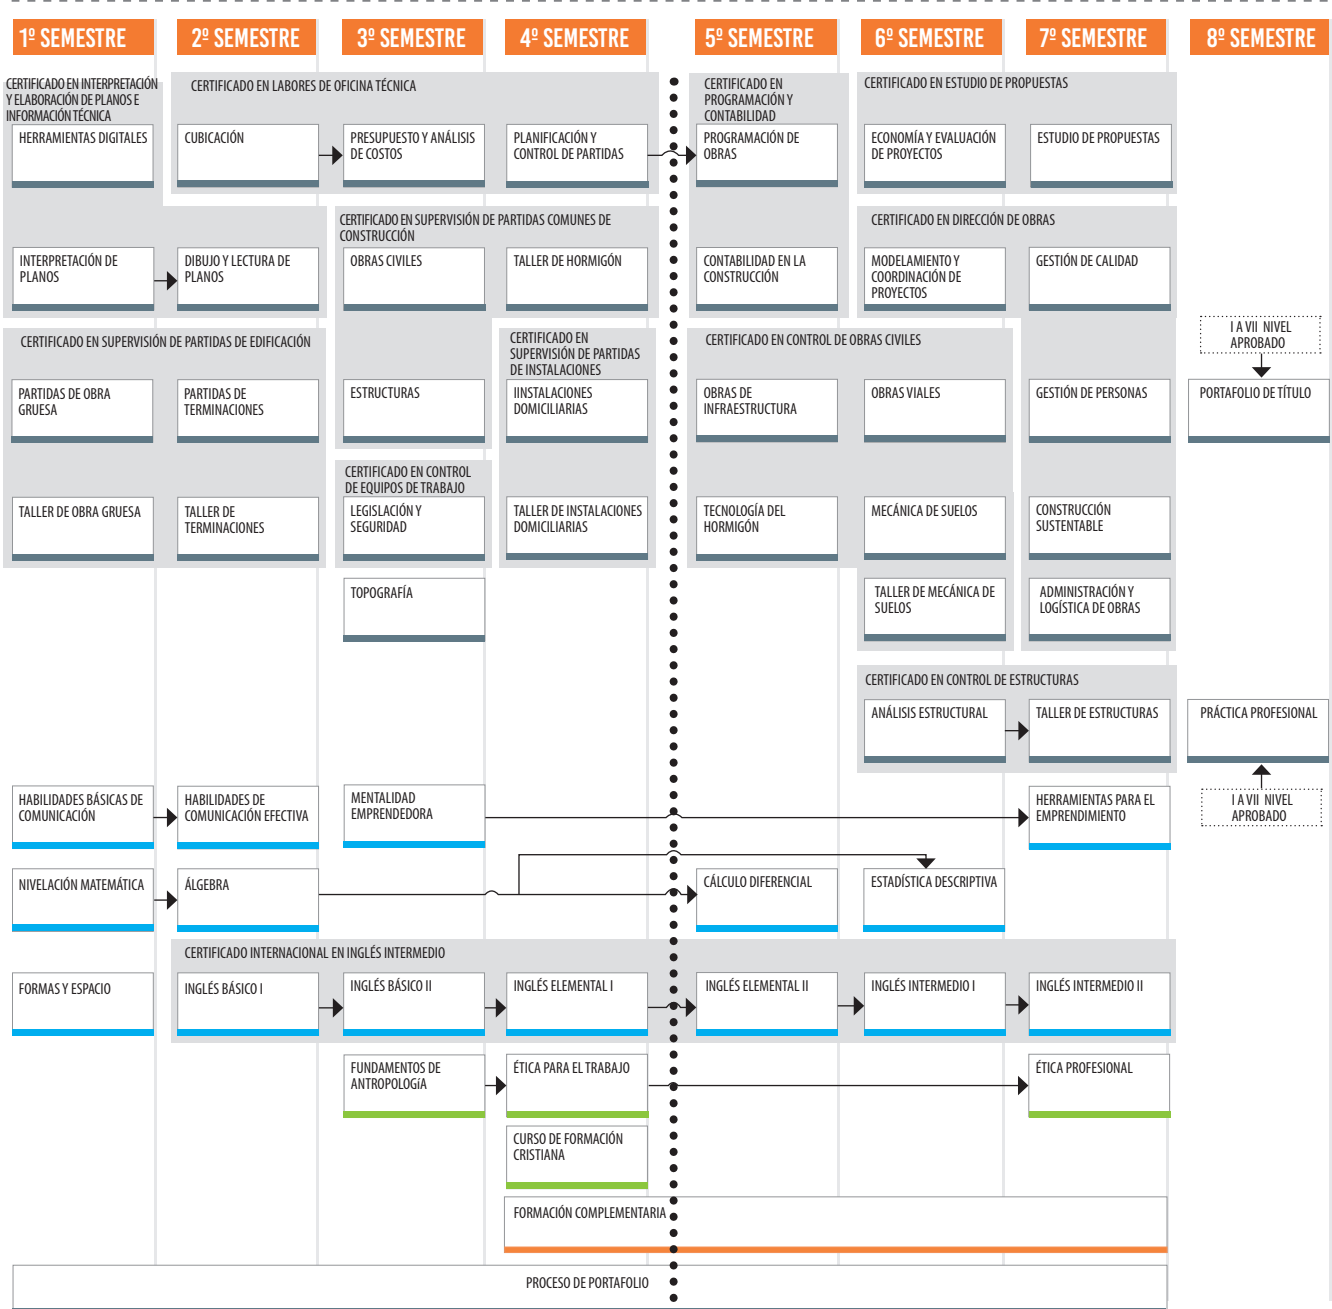 1º SEMESTRE
2º SEMESTRE
3º SEMESTRE
4º SEMESTRE
5º SEMESTRE
6º SEMESTRE
7º SEMESTRE
8º SEMESTRE
CERTIFICADO EN INTERPRETACIÓN
Y ELABORACIÓN DE PLANOS E
INFORMACIÓN TÉCNICA
CERTIFICADO EN LABORES DE OFICINA TÉCNICA
CERTIFICADO EN
PROGRAMACIÓN Y
CONTABILIDAD
CERTIFICADO EN ESTUDIO DE PROPUESTAS
HERRAMIENTAS DIGITALES
CUBICACIÓN
PRESUPUESTO Y ANÁLISIS
DE COSTOS
PLANIFICACIÓN Y
CONTROL DE PARTIDAS
PROGRAMACIÓN DE
OBRAS
ECONOMÍA Y EVALUACIÓN
DE PROYECTOS
ESTUDIO DE PROPUESTAS
CERTIFICADO EN SUPERVISIÓN DE PARTIDAS COMUNES DE
CONSTRUCCIÓN
CERTIFICADO EN DIRECCIÓN DE OBRAS
INTERPRETACIÓN DE
PLANOS
DIBUJO Y LECTURA DE
PLANOS
OBRAS CIVILES
TALLER DE HORMIGÓN
CONTABILIDAD EN LA
CONSTRUCCIÓN
MODELAMIENTO Y
COORDINACIÓN DE
PROYECTOS
GESTIÓN DE CALIDAD
I A VII NIVEL
APROBADO
CERTIFICADO EN SUPERVISIÓN DE PARTIDAS DE EDIFICACIÓN
CERTIFICADO EN
SUPERVISIÓN DE PARTIDAS
DE INSTALACIONES
CERTIFICADO EN CONTROL DE OBRAS CIVILES
PARTIDAS DE OBRA
GRUESA
PARTIDAS DE
TERMINACIONES
ESTRUCTURAS
IINSTALACIONES
DOMICILIARIAS
OBRAS DE
INFRAESTRUCTURA
OBRAS VIALES
GESTIÓN DE PERSONAS
PORTAFOLIO DE TÍTULO
CERTIFICADO EN CONTROL
DE EQUIPOS DE TRABAJO
TALLER DE OBRA GRUESA
TALLER DE
TERMINACIONES
LEGISLACIÓN Y
SEGURIDAD
TALLER DE INSTALACIONES
DOMICILIARIAS
TECNOLOGÍA DEL
HORMIGÓN
MECÁNICA DE SUELOS
CONSTRUCCIÓN
SUSTENTABLE
TOPOGRAFÍA
TALLER DE MECÁNICA DE
SUELOS
ADMINISTRACIÓN Y
LOGÍSTICA DE OBRAS
CERTIFICADO EN CONTROL DE ESTRUCTURAS
ANÁLISIS ESTRUCTURAL
TALLER DE ESTRUCTURAS
PRÁCTICA PROFESIONAL
HABILIDADES BÁSICAS DE
COMUNICACIÓN
HABILIDADES DE
COMUNICACIÓN EFECTIVA
MENTALIDAD
EMPRENDEDORA
HERRAMIENTAS PARA EL
EMPRENDIMIENTO
I A VII NIVEL
APROBADO
NIVELACIÓN MATEMÁTICA
ÁLGEBRA
CÁLCULO DIFERENCIAL
ESTADÍSTICA DESCRIPTIVA
CERTIFICADO INTERNACIONAL EN INGLÉS INTERMEDIO
FORMAS Y ESPACIO
INGLÉS BÁSICO I
INGLÉS BÁSICO II
INGLÉS ELEMENTAL I
INGLÉS ELEMENTAL II
INGLÉS INTERMEDIO I
INGLÉS INTERMEDIO II
FUNDAMENTOS DE
ANTROPOLOGíA
ÉTICA PARA EL TRABAJO
ÉTICA PROFESIONAL
CURSO DE FORMACIÓN
CRISTIANA
FORMACIÓN COMPLEMENTARIA
PROCESO DE PORTAFOLIO